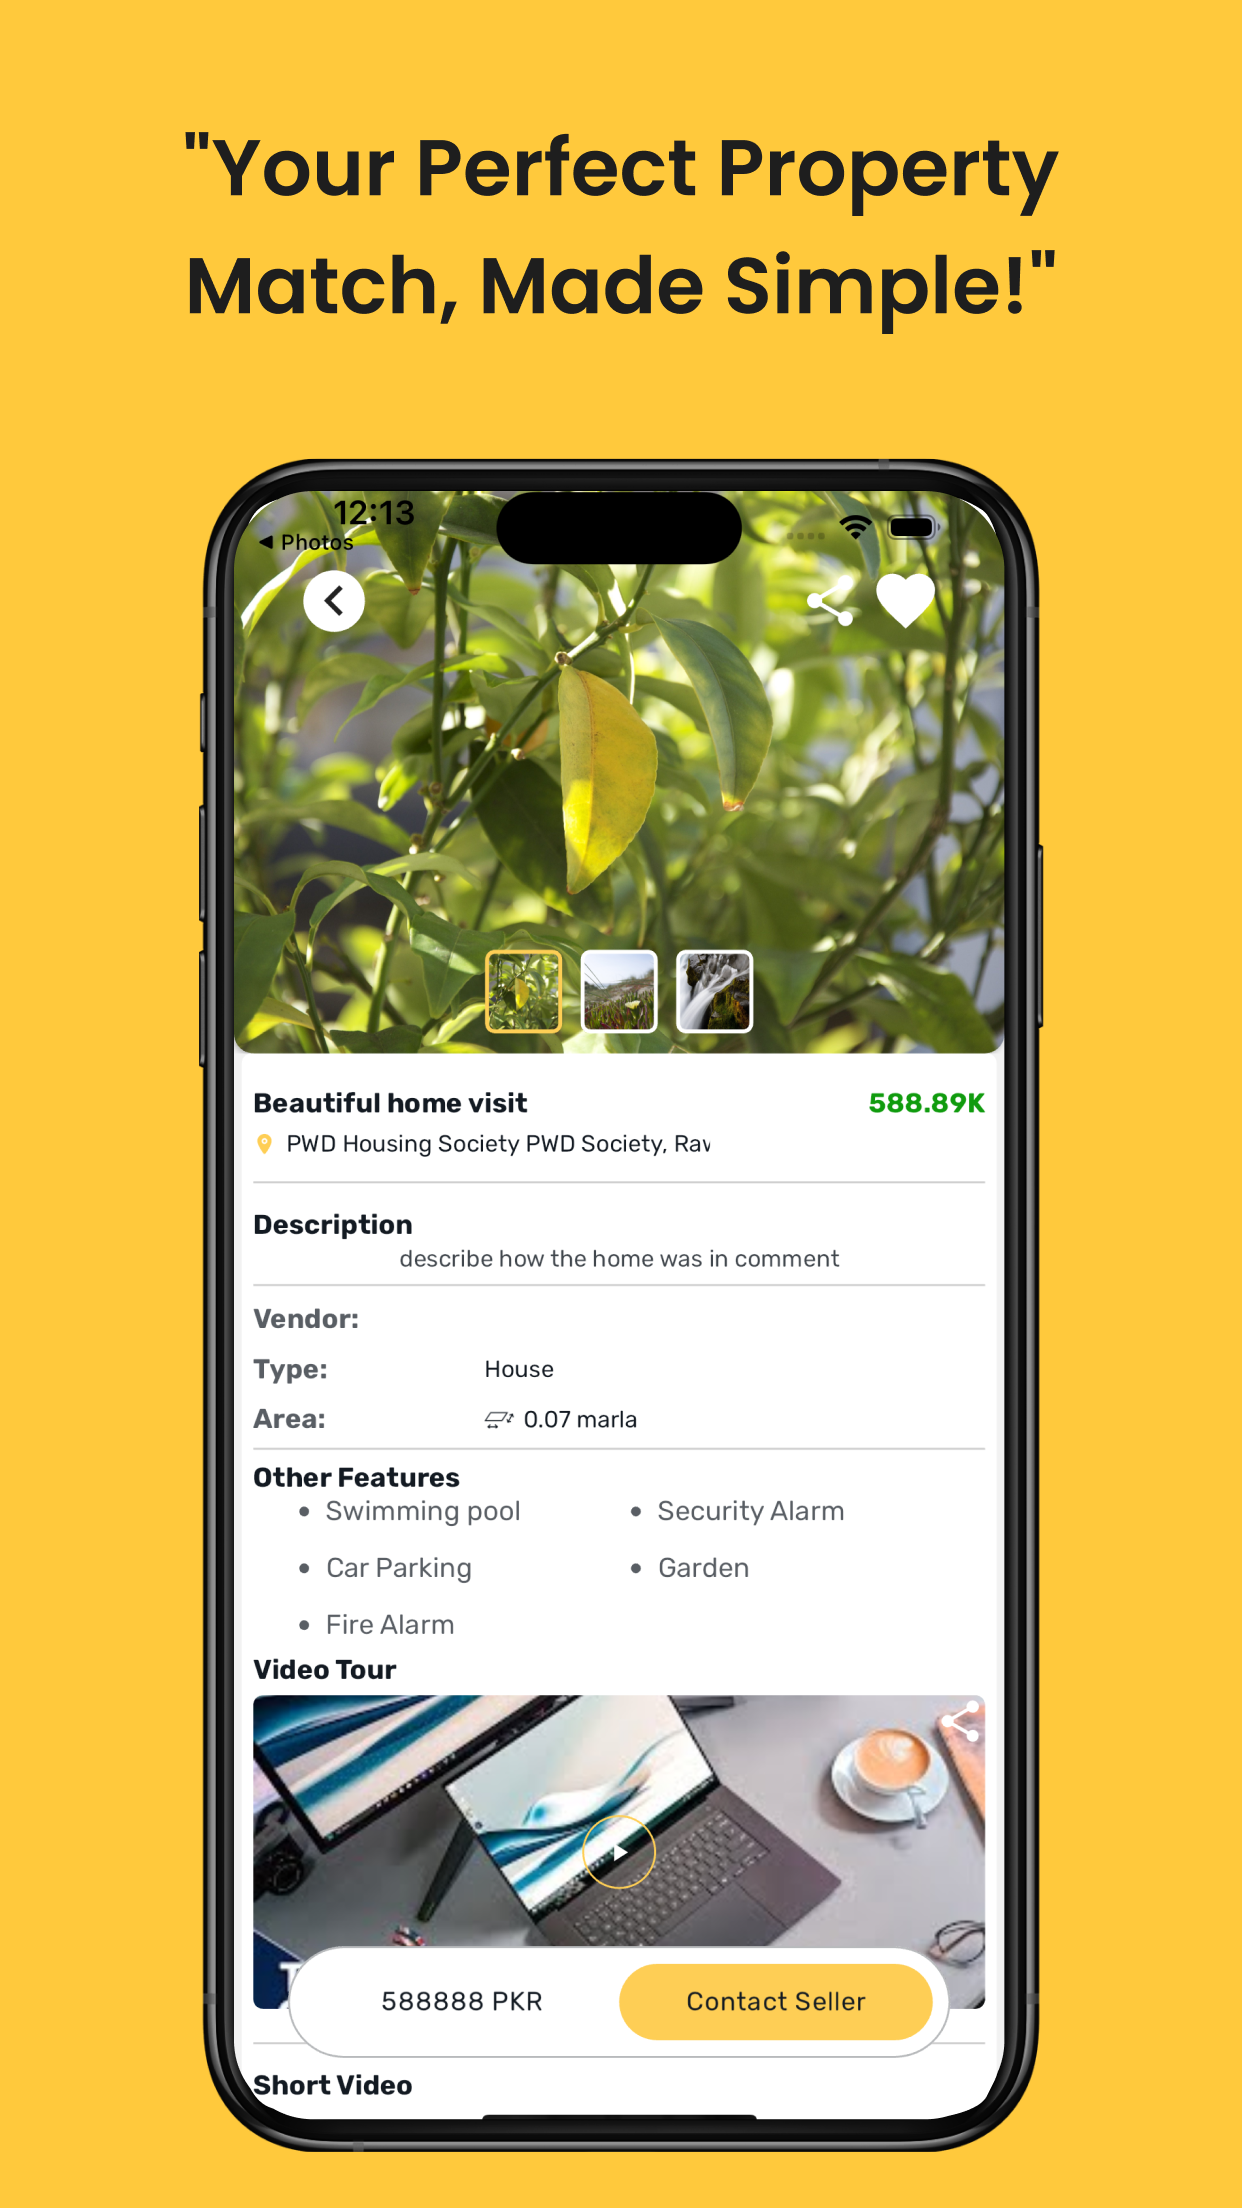 "Your Perfect Property
Match, Made Simple!"
12:13
◀ Photos
Beautiful home visit
588.89K
PWD Housing Society PWD Society,
Description
describe how the home was in comment
Vendor:
Type:
House
Area:
0.07 marla
Other Features
• Swimming pool
• Security Alarm
• Car Parking
• Garden
• Fire Alarm
Video Tour
588888 PKR
Contact Seller
Short Video